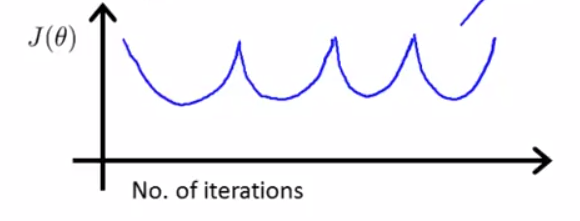 J(θ)
No. of iterations